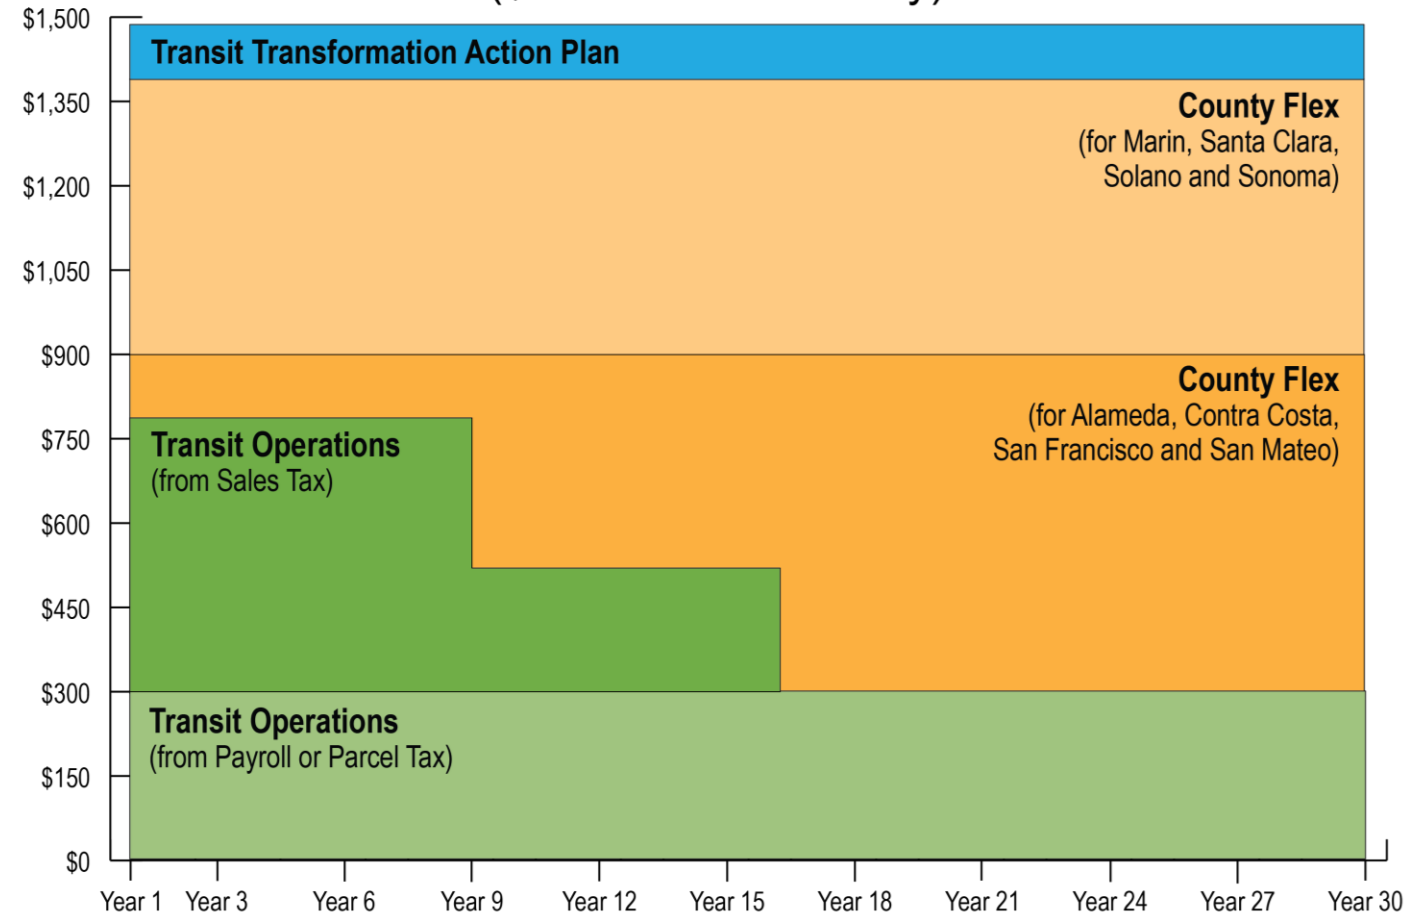 $1,500
Transit Transformation Action Plan
$1,350
County Flex
(for Marin, Santa Clara,
Solano and Sonoma)
$1,200
$1,050
$900
County Flex
(for Alameda, Contra Costa,
San Francisco and San Mateo)
$750
Transit Operations
(from Sales Tax)
$600
$450
$300
Transit Operations
(from Payroll or Parcel Tax)
$150
$0
Year 1 Year 3 Year 6 Year 9 Year 12 Year 15 Year 18 Year 21 Year 24 Year 27 Year 30